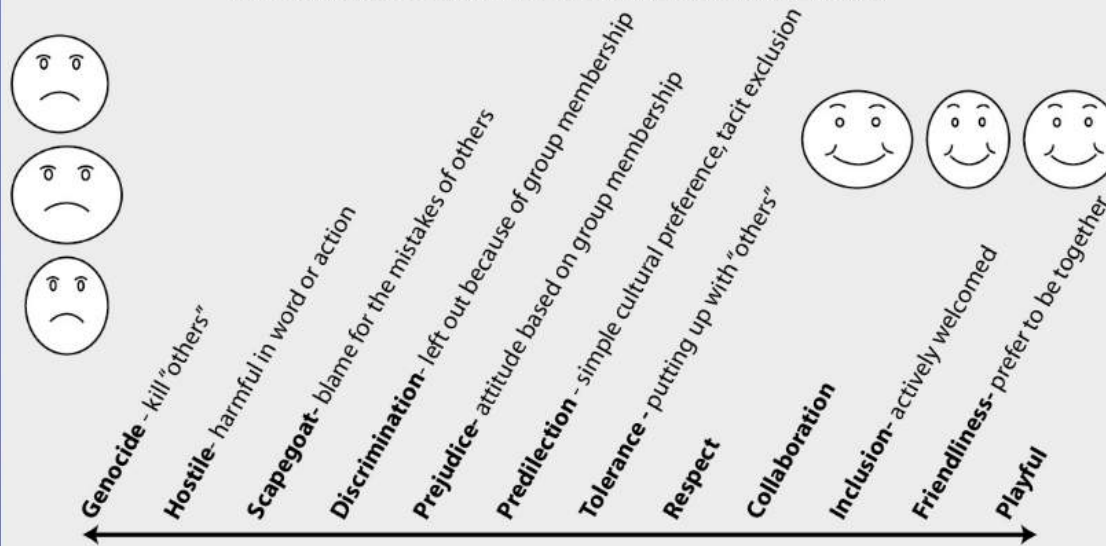 Genocide - kill "others"
Hostile- harmful in word or action
Scapegoat- blame for the mistakes of others
Discrimination- left out because of group membership
Prejudice- attitude based on group membership
Predilection - simple cultural preference, tacit exclusion
Tolerance - putting up with "others"
Respect
Collaboration
Inclusion- actively welcomed
Friendliness- prefer to be together
Playful